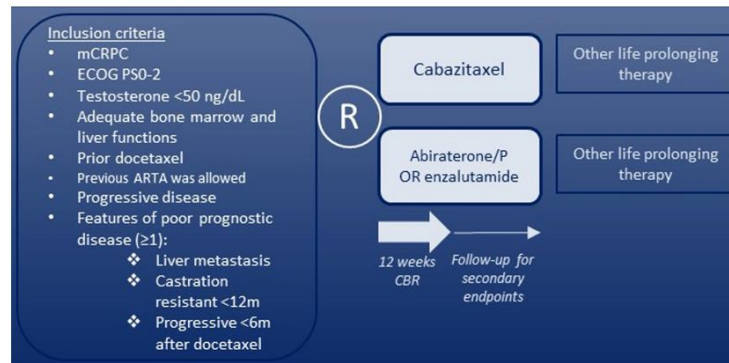 Inclusion criteria
• mCRPC
• ECOG PS0-2
• Testosterone <50 ng/dL
• Adequate bone marrow and
liver functions
• Prior docetaxel
• Previous ARTA was allowed
• Progressive disease
• Features of poor prognostic
disease (≥1):
❖ Liver metastasis
❖ Castration
resistant <12m
❖ Progressive <6m
after docetaxel
R
Cabazitaxel
Other life prolonging
therapy
Abiraterone/P
OR enzalutamide
Other life prolonging
therapy
12 weeks
CBR
Follow-up for
secondary
endpoints